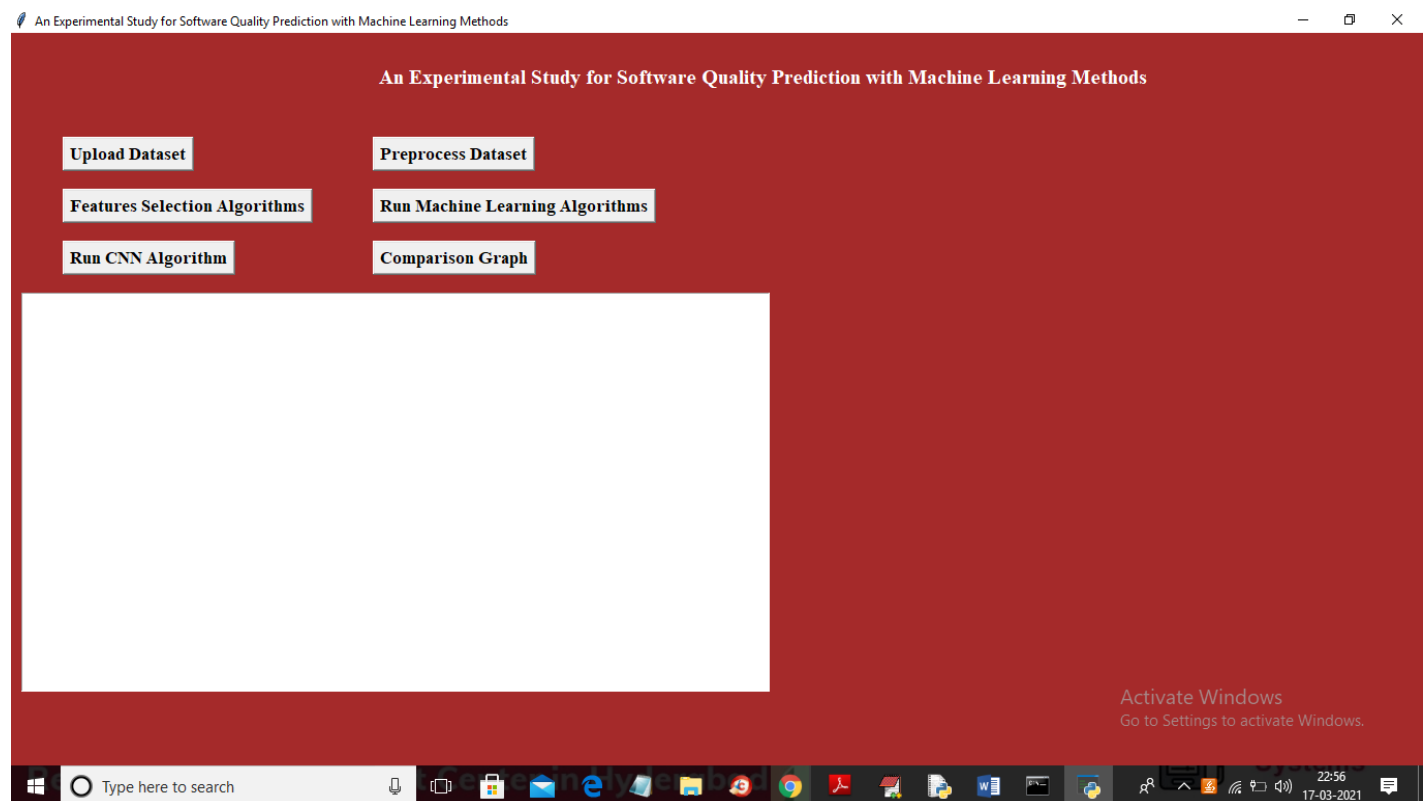 An Experimental Study for Software Quality Prediction with Machine Learning Methods
An Experimental Study for Software Quality Prediction with Machine Learning Methods
Upload Dataset
Preprocess Dataset
Features Selection Algorithms
Run Machine Learning Algorithms
Run CNN Algorithm
Comparison Graph
Activate Windows
Go to Settings to activate Windows.
Type here to search
22:56
17-03-2021